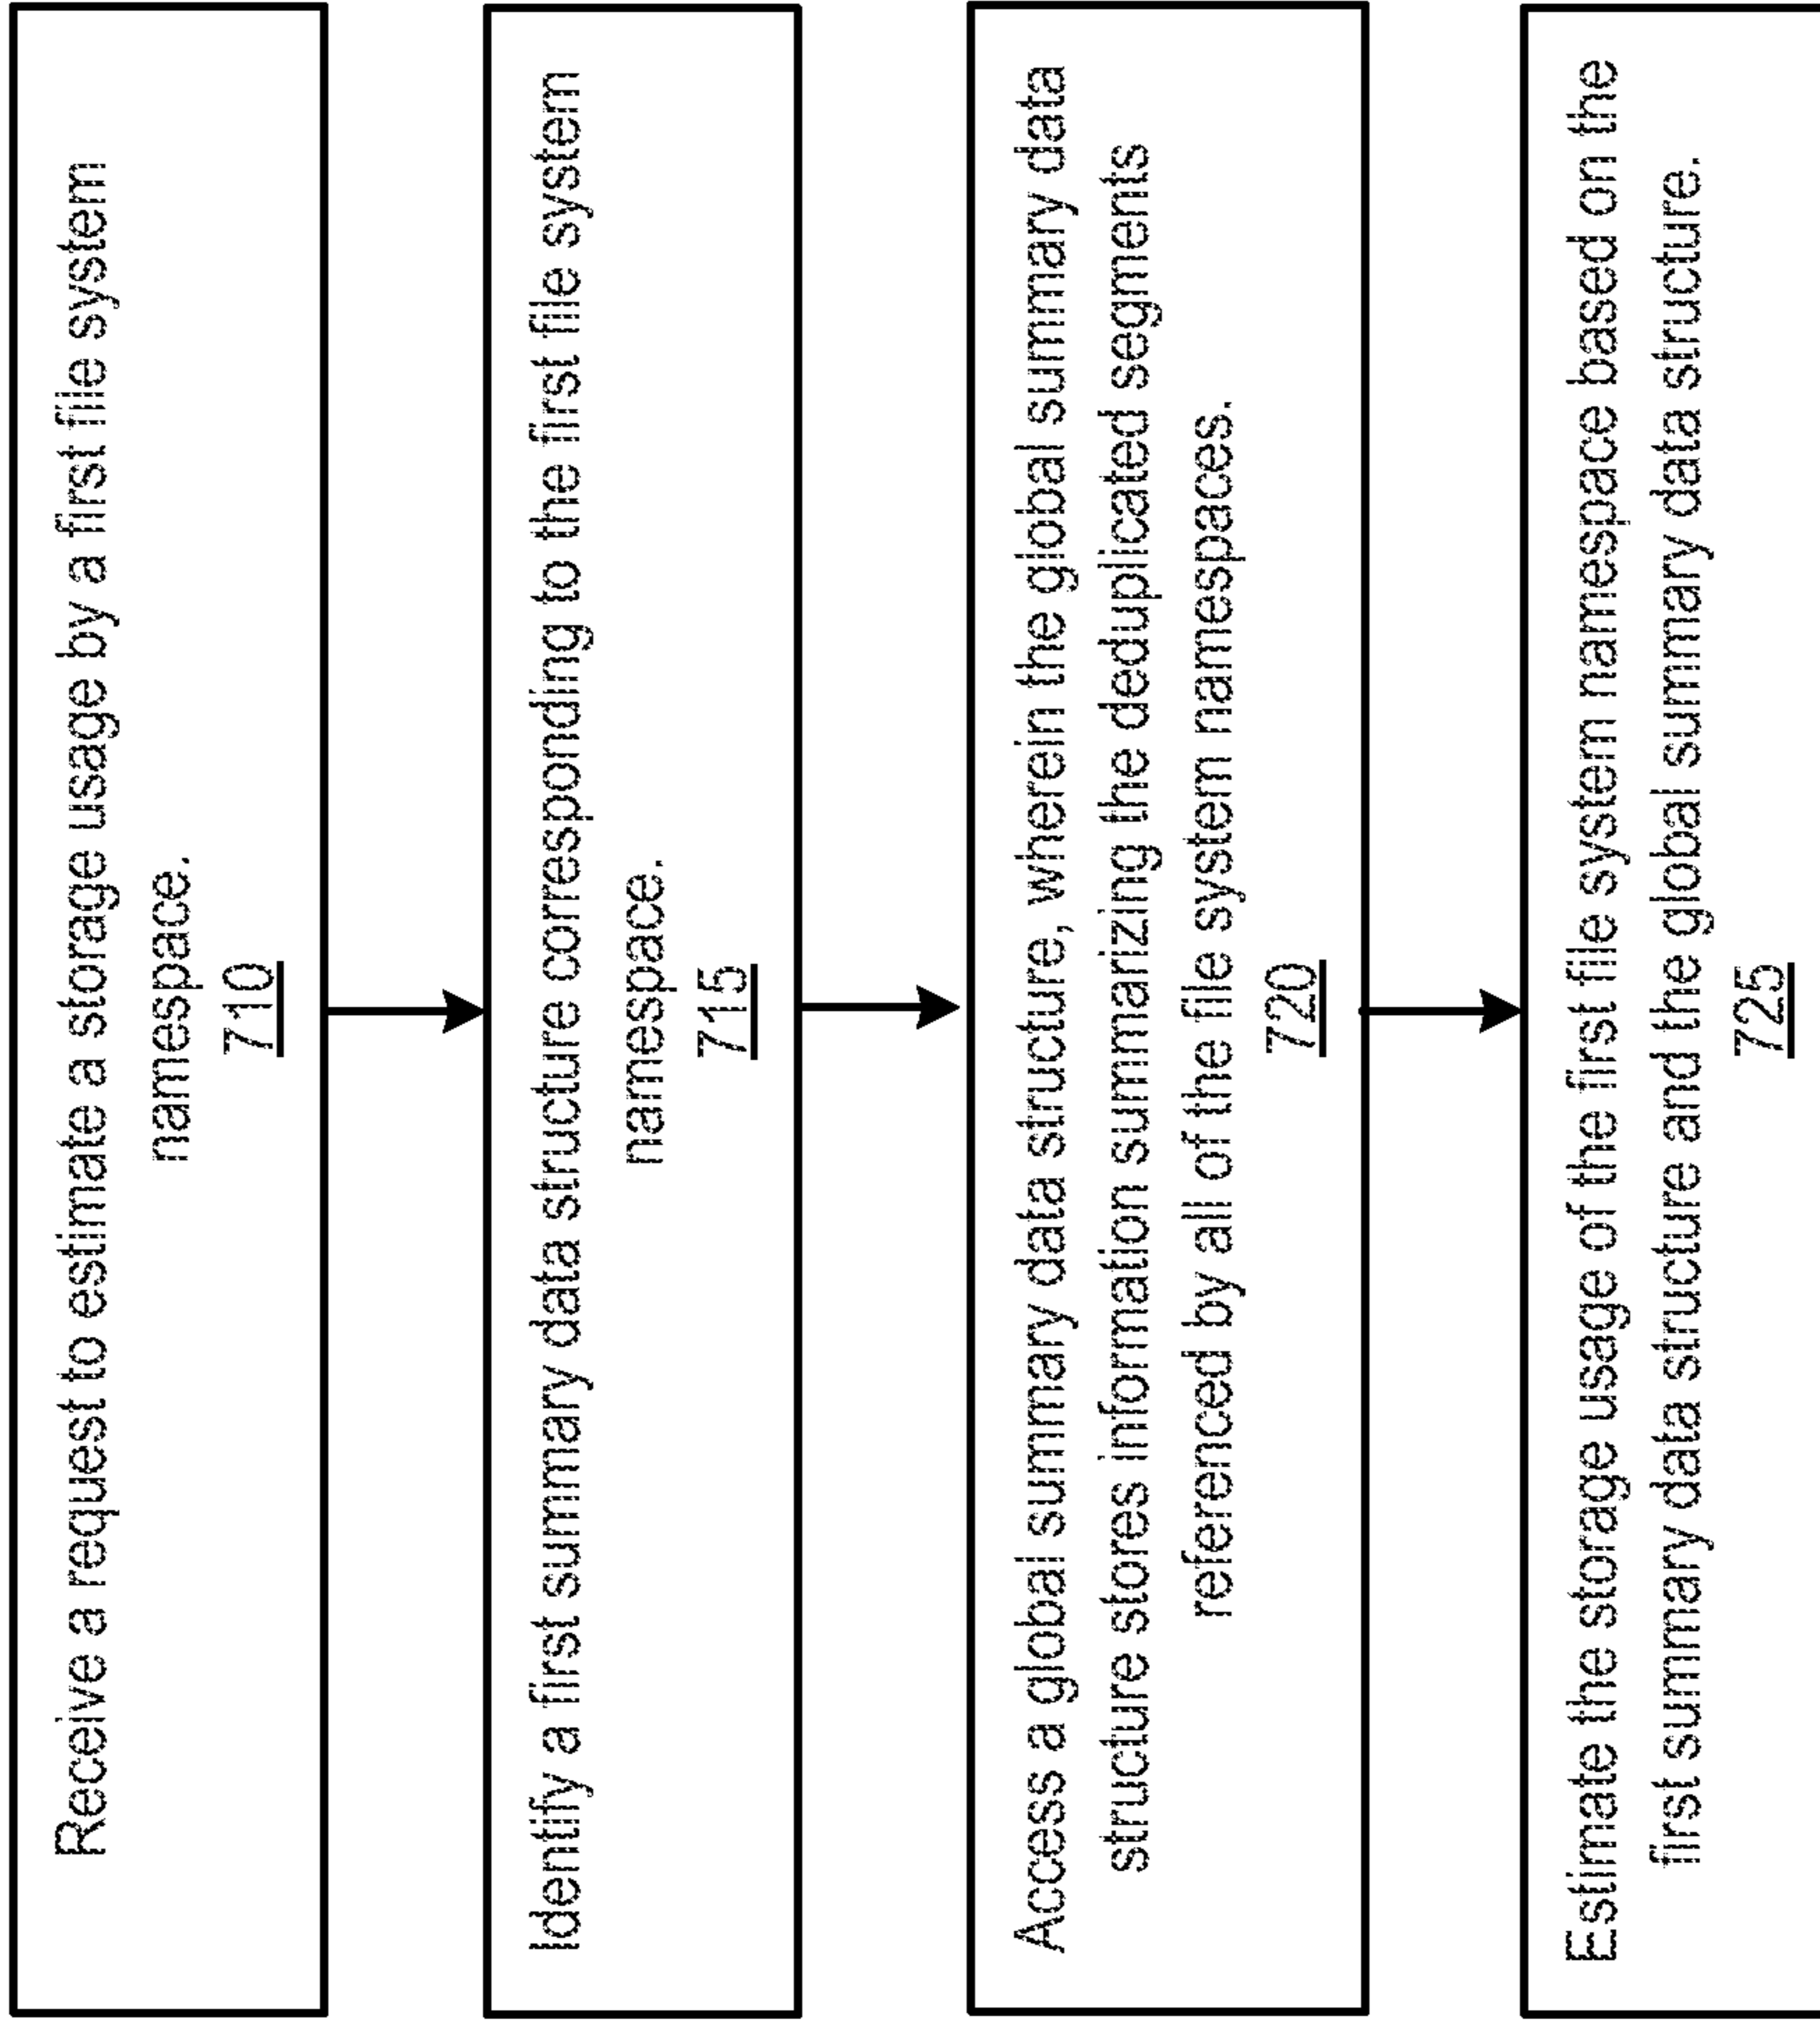 Receive a request to estimate a storage usage by a first file system
namespace.
710
Identify a first summary data structure corresponding to the first file system
namespace.
715
Access a global summary data structure, wherein the global summary data
structure stores information summarizing the deduplicated segments
referenced by all of the file system namespaces.
720
Estimate the storage usage of the first file system namespace based on the
first summary data structure and the global summary data structure.
725